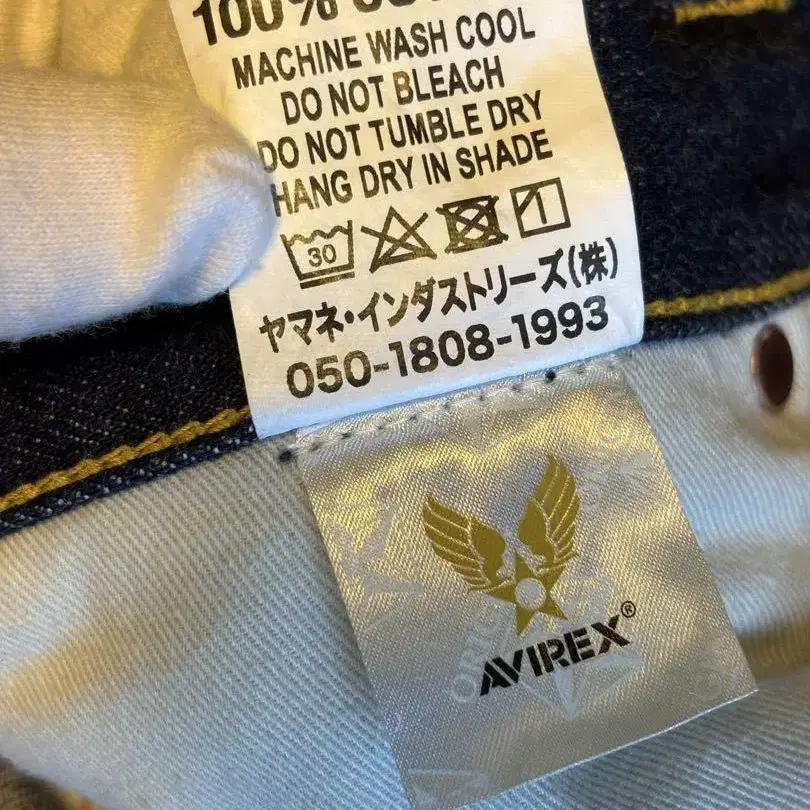 100%
MACHINE WASH COOL
DO NOT BLEACH
DO NOT TUMBLE DRY
HANG DRY IN SHADE
30
ヤマネ・インダストリーズ(株)
050-1808-1993
AVIREX®